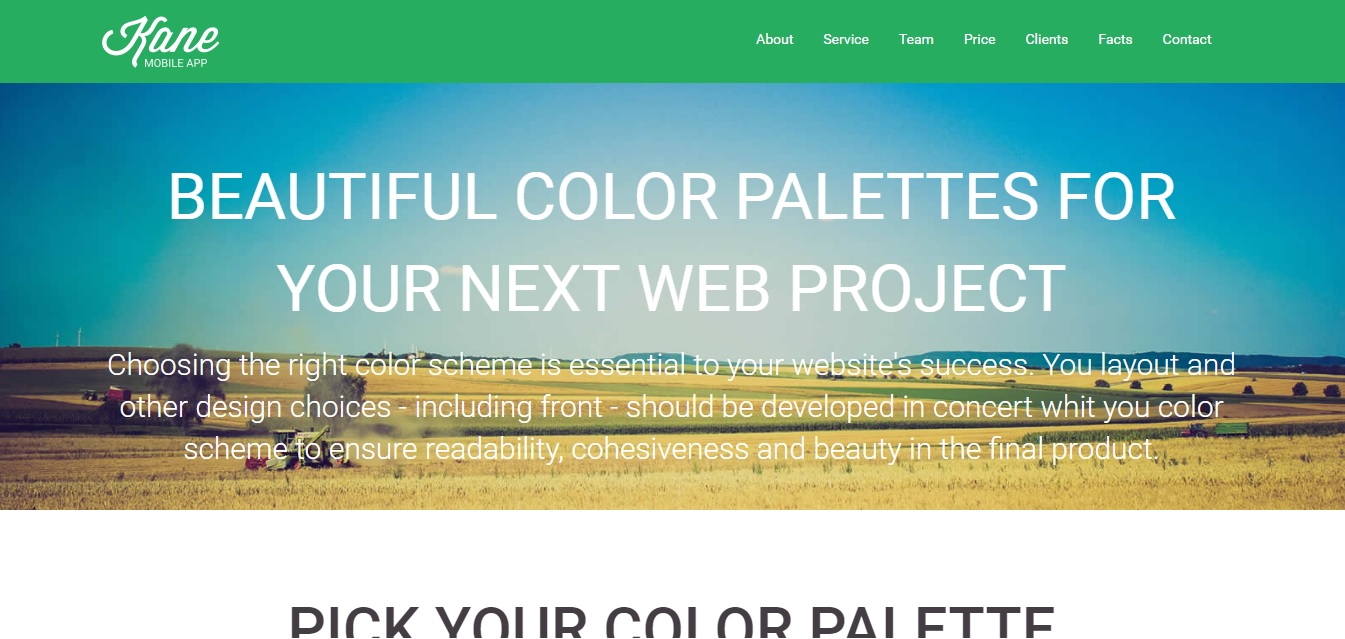 Kane
MOBILE APP
About Service Team Price Clients Facts Contact
BEAUTIFUL COLOR PALETTES FOR
YOUR NEXT WEB PROJECT
Choosing the right color scheme is essential to your website's success. You layout and
other design choices - including front - should be developed in concert whit you color
scheme to ensure readability, cohesiveness and beauty in the final product.
PICK YOUR COLOR PALETTE